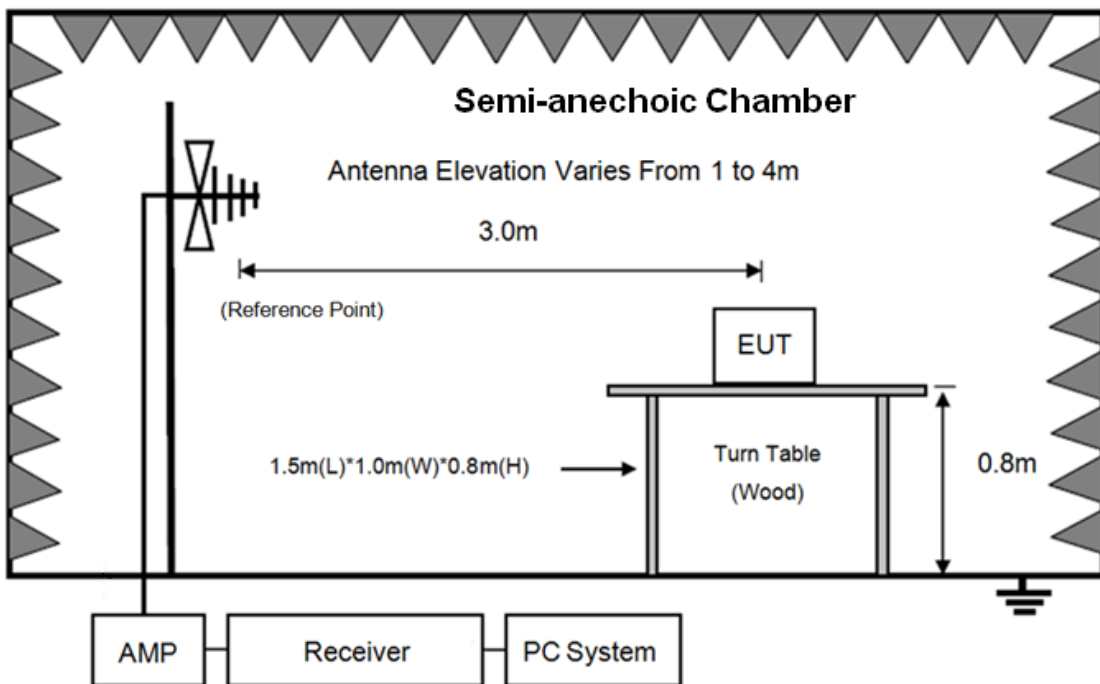 Semi-anechoic Chamber
Antenna Elevation Varies From 1 to 4m
3.0m
(Reference Point)
EUT
1.5m(L)*1.0m(W)*0.8m(H)
Turn Table
(Wood)
0.8m
AMP
Receiver
PC System